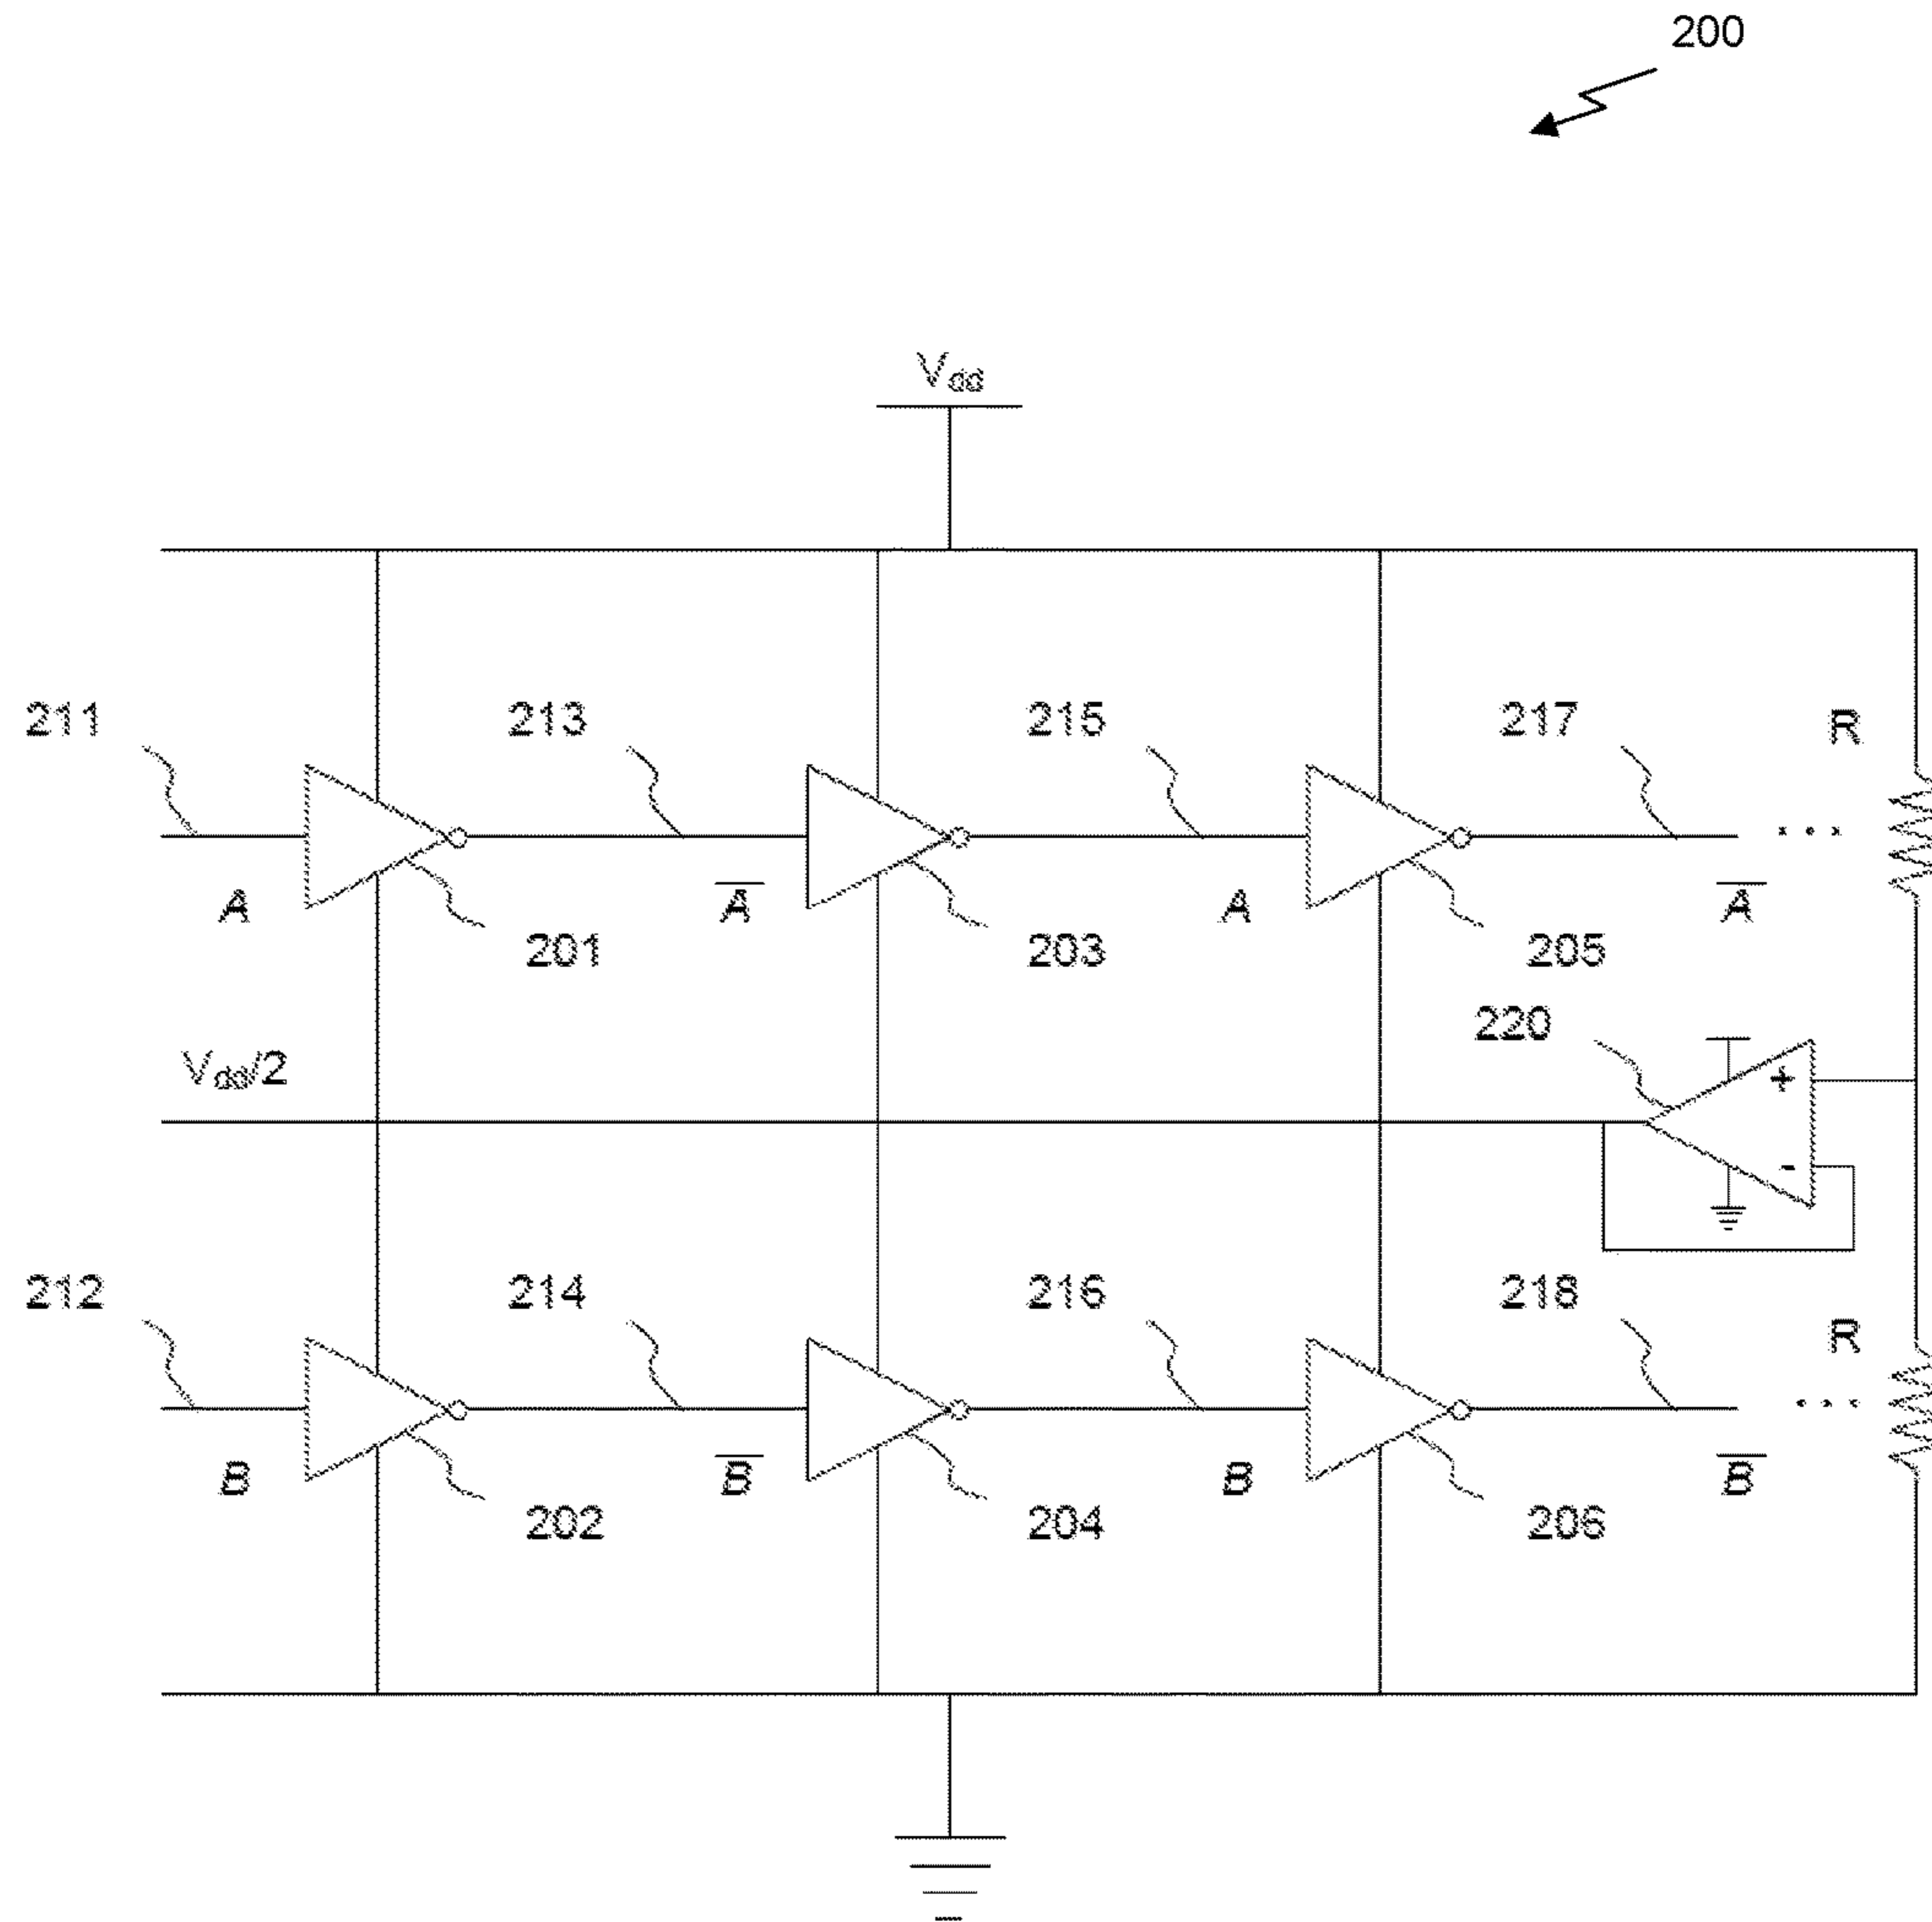 200
Vdd
211 213 215 217 R
A A̅ A A̅
201 203 205
220
Vdd/2
+
-
212 214 216 218 R
B B̅ B B̅
202 204 206